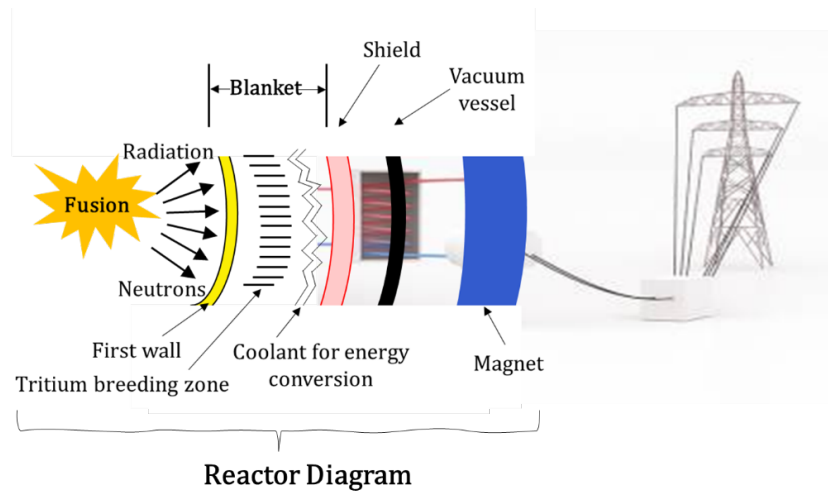 Shield
Blanket
Vacuum
vessel
Radiation
Fusion
Neutrons
First wall
Coolant for energy
conversion
Magnet
Tritium breeding zone
Reactor Diagram